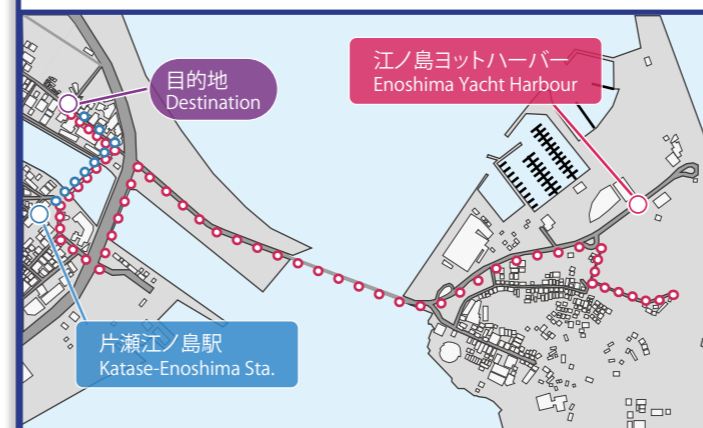 目的地
Destination
江ノ島ヨットハーバー
Enoshima Yacht Harbour
片瀬江ノ島駅
Katase-Enoshima Sta.